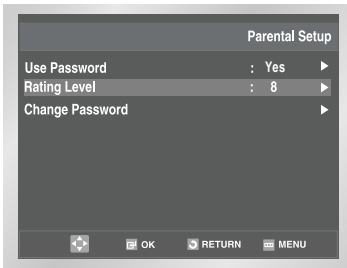 Parental Setup
Use Password : Yes
Rating Level : 8
Change Password
OK RETURN MENU